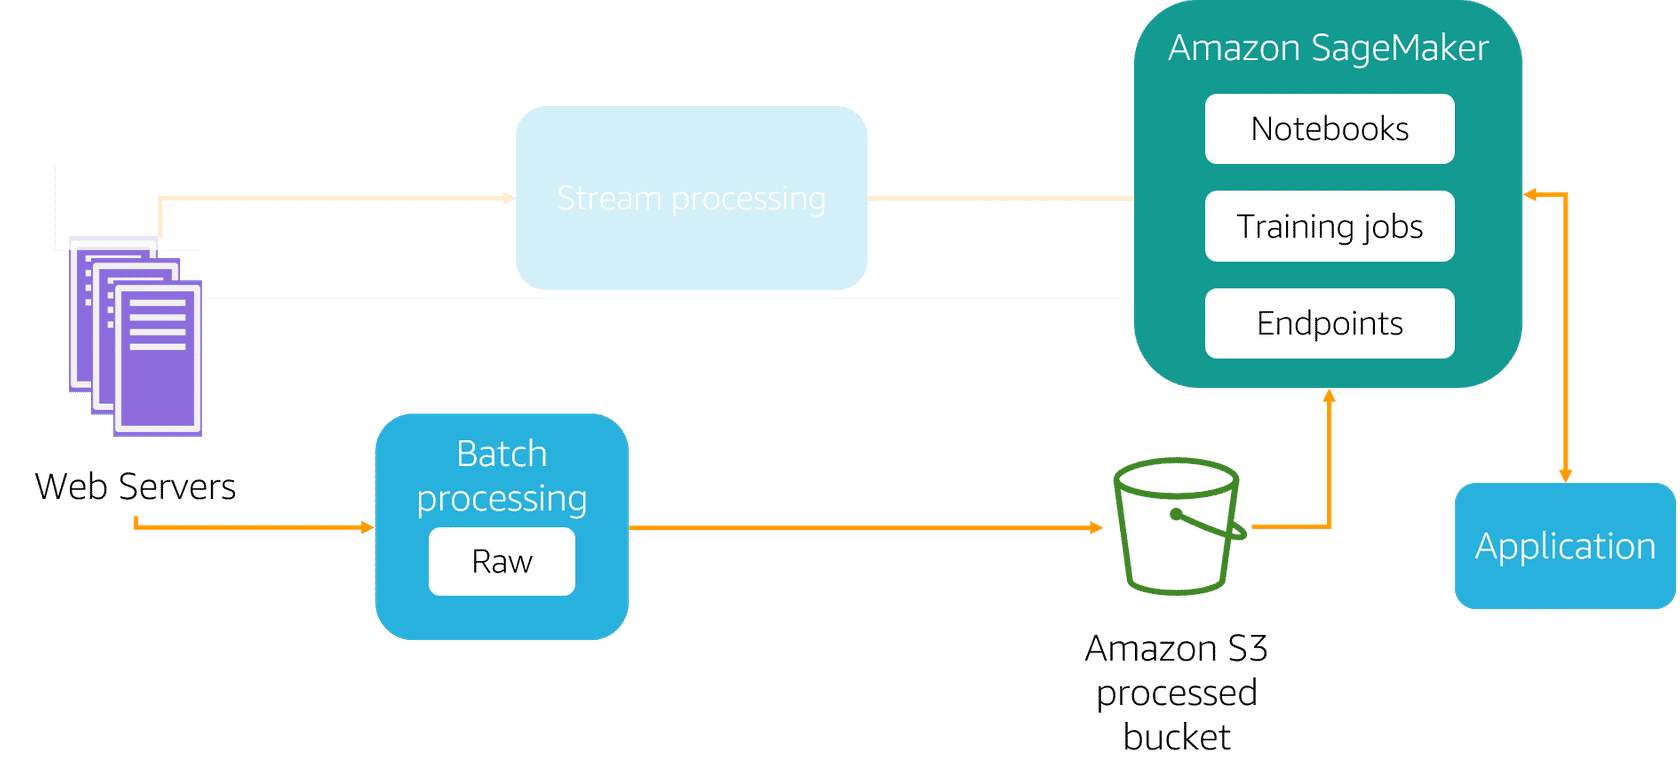 Amazon SageMaker
Notebooks
Stream processing
Training jobs
Endpoints
Web Servers
Batch
processing
Raw
Application
Amazon S3
processed
bucket